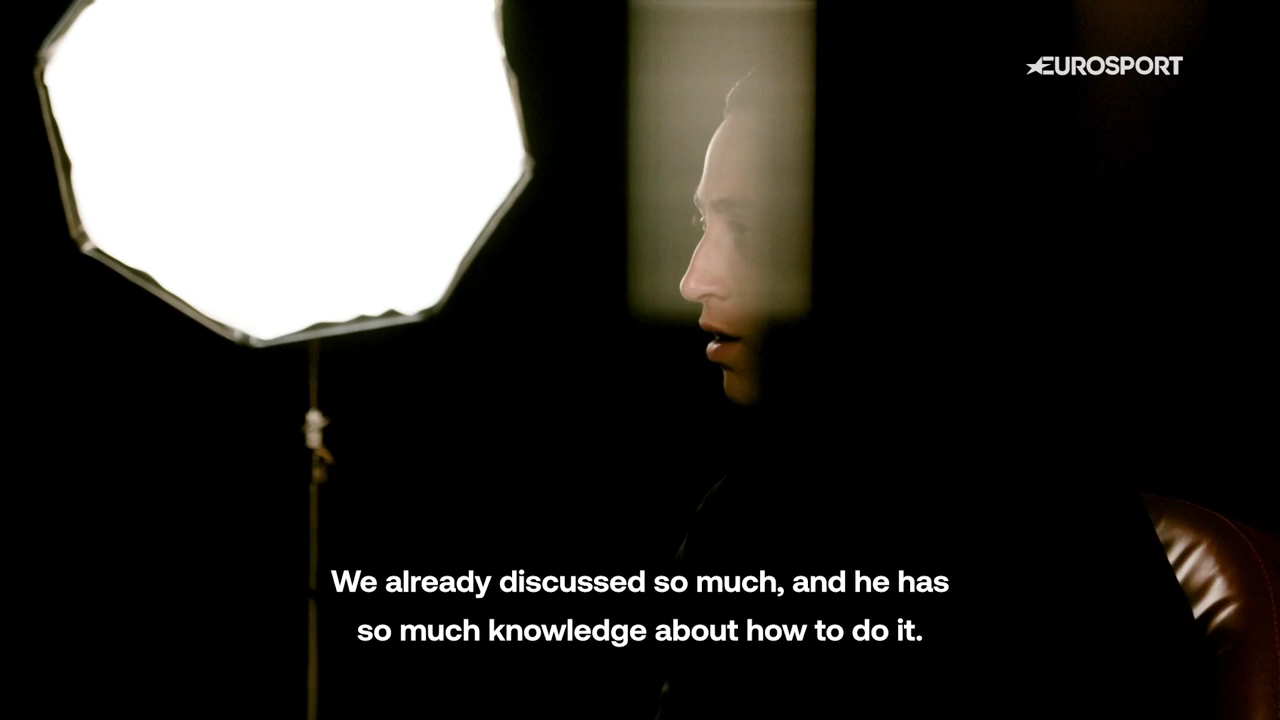 EUROSPORT
We already discussed so much, and he has
so much knowledge about how to do it.